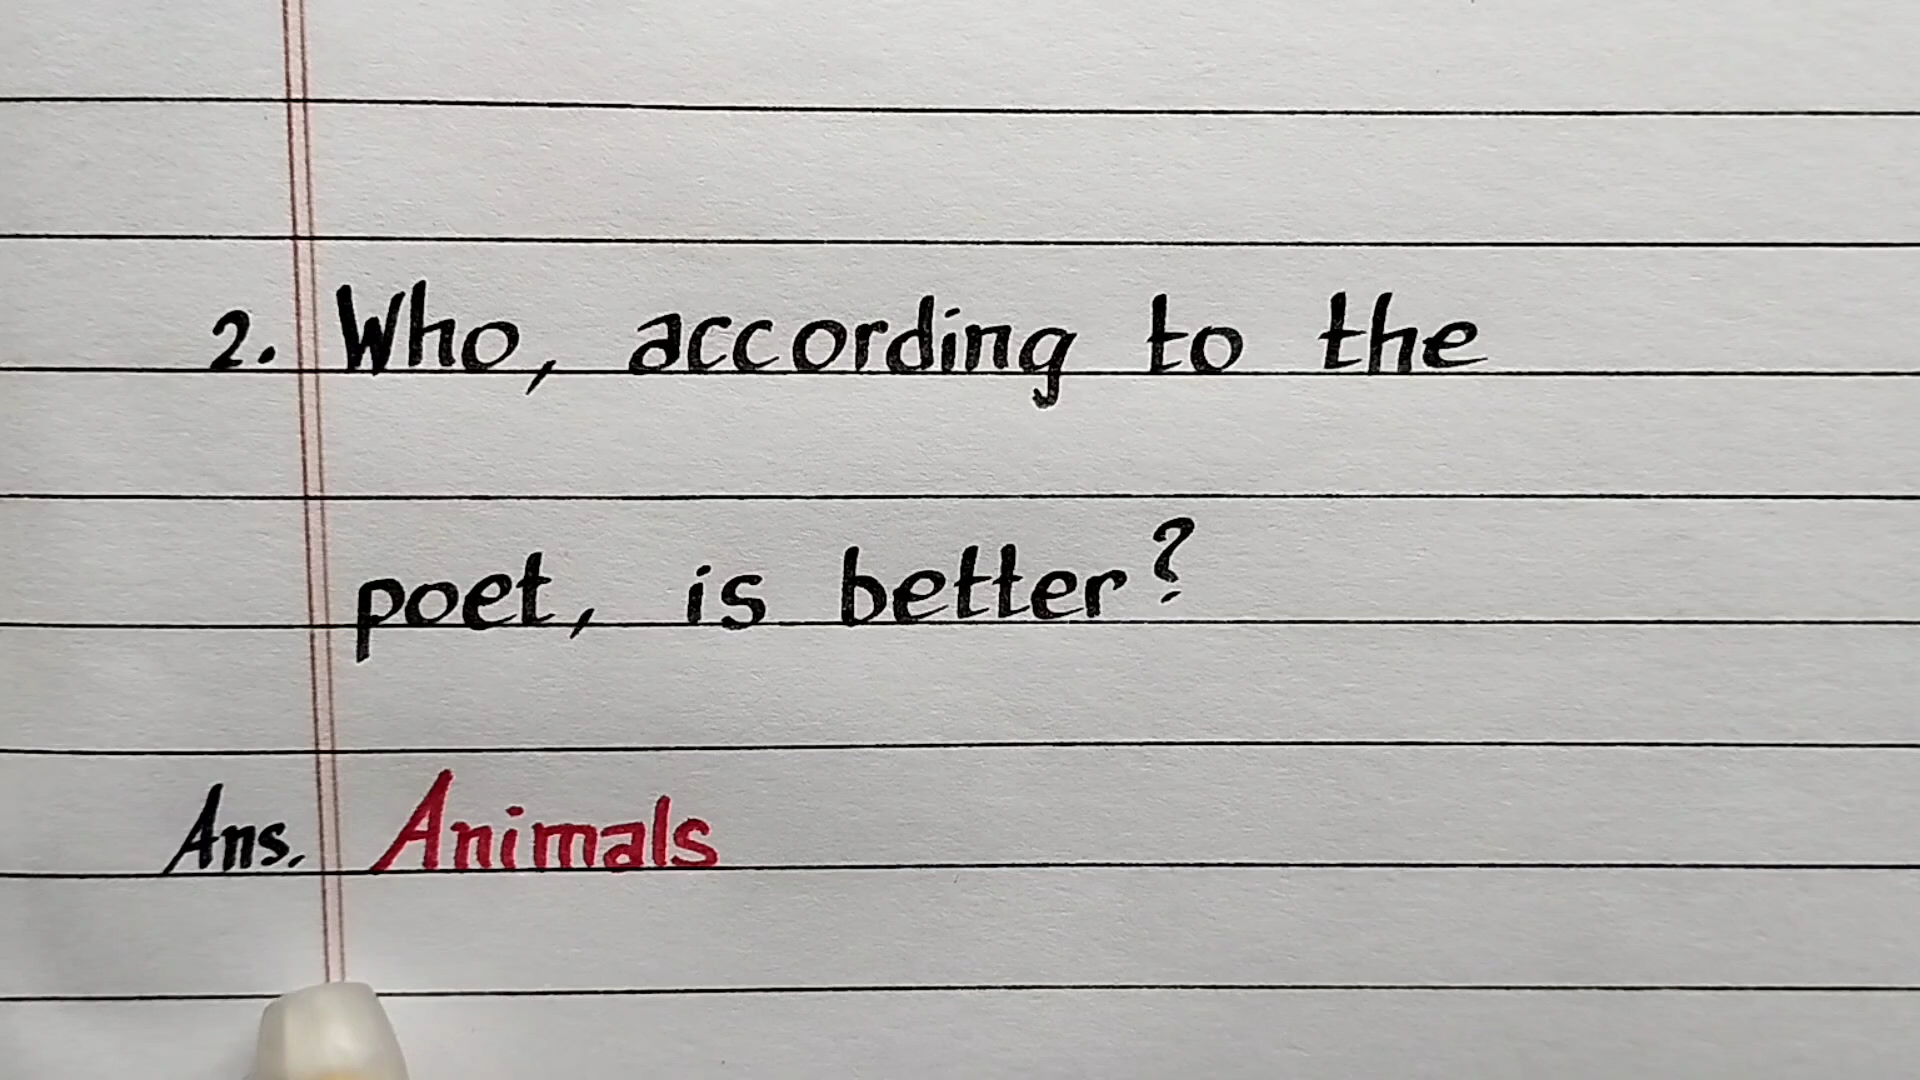 2. Who, according to the
poet, is better?
Ans. Animals